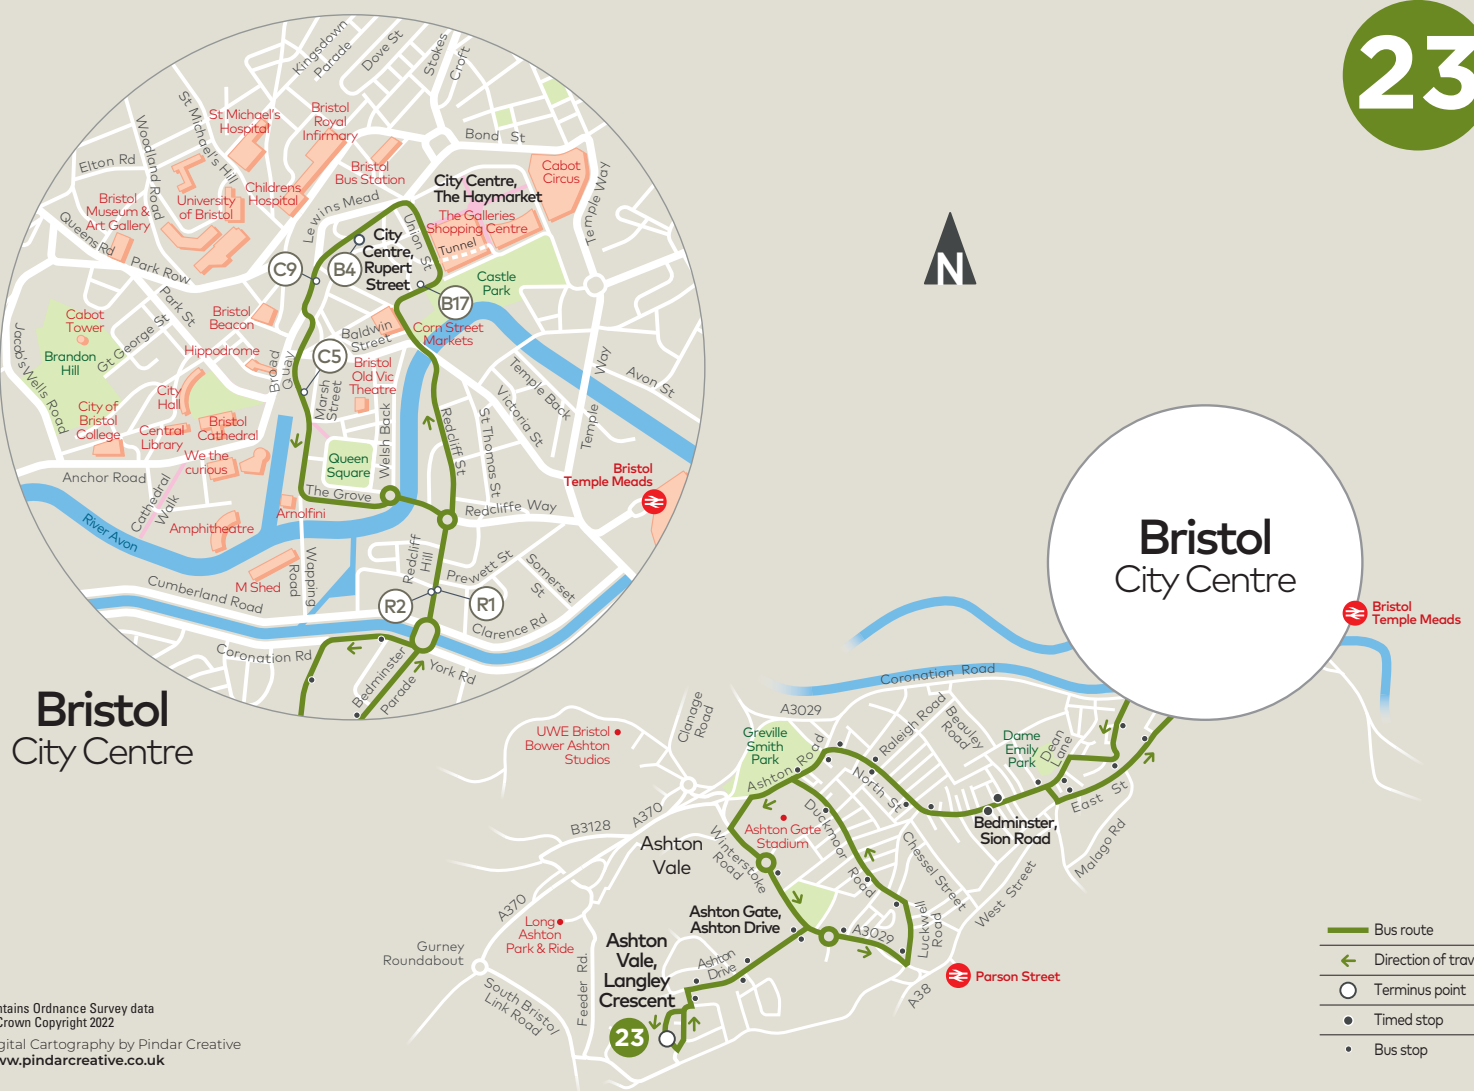 23
Kingsdown
Parade
Dove St
Stokes
Croft
St Michael's Hill
Woodland Road
St Michael's
Hospital
Bristol
Royal
Infirmary
Bond St
Elton Rd
Bristol
Bus Station
Cabot
Circus
City Centre,
The Haymarket
Childrens
Hospital
University
of Bristol
Bristol
Museum &
Art Gallery
Lewins Mead
Union St
The Galleries
Shopping Centre
Tunnel
Temple Way
Queens Rd
Park Row
City
Centre,
Rupert
Street
C9
B4
B17
Castle
Park
Park St
Cabot
Tower
Gt George St
Bristol
Beacon
Baldwin
Street
Corn Street
Markets
Jacob's Wells Road
Brandon
Hill
Hippodrome
Broad
Quay
C5
Bristol
Old Vic
Theatre
Marsh
Street
Temple Back
Temple Way
Avon St
Victoria St
City
Hall
City of
Bristol
College
Central
Library
Bristol
Cathedral
We the
curious
Welsh Back
Redcliff St
St Thomas St
Queen
Square
Anchor Road
Cathedral
Walk
The Grove
Bristol
Temple Meads
Redcliffe Way
Arnolfini
Amphitheatre
River Avon
Redcliff
Hill
Prewett St
Somerset
St
M Shed
Wapping
Road
Cumberland Road
R2
R1
Clarence Rd
Coronation Rd
Bedminster
Parade
York Rd
Bristol
City Centre
N
Bristol
City Centre
Bristol
Temple Meads
Coronation Road
A3029
Clanage
Road
UWE Bristol
Bower Ashton
Studios
Greville
Smith
Park
Ashton Road
Raleigh Road
Beauley
Road
Dame
Emily
Park
Dean
Lane
North St
East St
A370
B3128
Ashton
Vale
Winterstoke
Road
Ashton Gate
Stadium
Duckmoor Road
Bedminster,
Sion Road
Chessel Street
West Street
Malago Rd
A370
Long
Ashton
Park & Ride
Ashton Gate,
Ashton Drive
A3029
Luckwell
Road
Gurney
Roundabout
Ashton
Vale,
Langley
Crescent
Ashton
Drive
Parson Street
A38
South Bristol
Link Road
Feeder Rd.
23
Bus route
Direction of trav
Terminus point
Timed stop
Bus stop
ntains Ordnance Survey data
Crown Copyright 2022
gital Cartography by Pindar Creative
ww.pindarcreative.co.uk